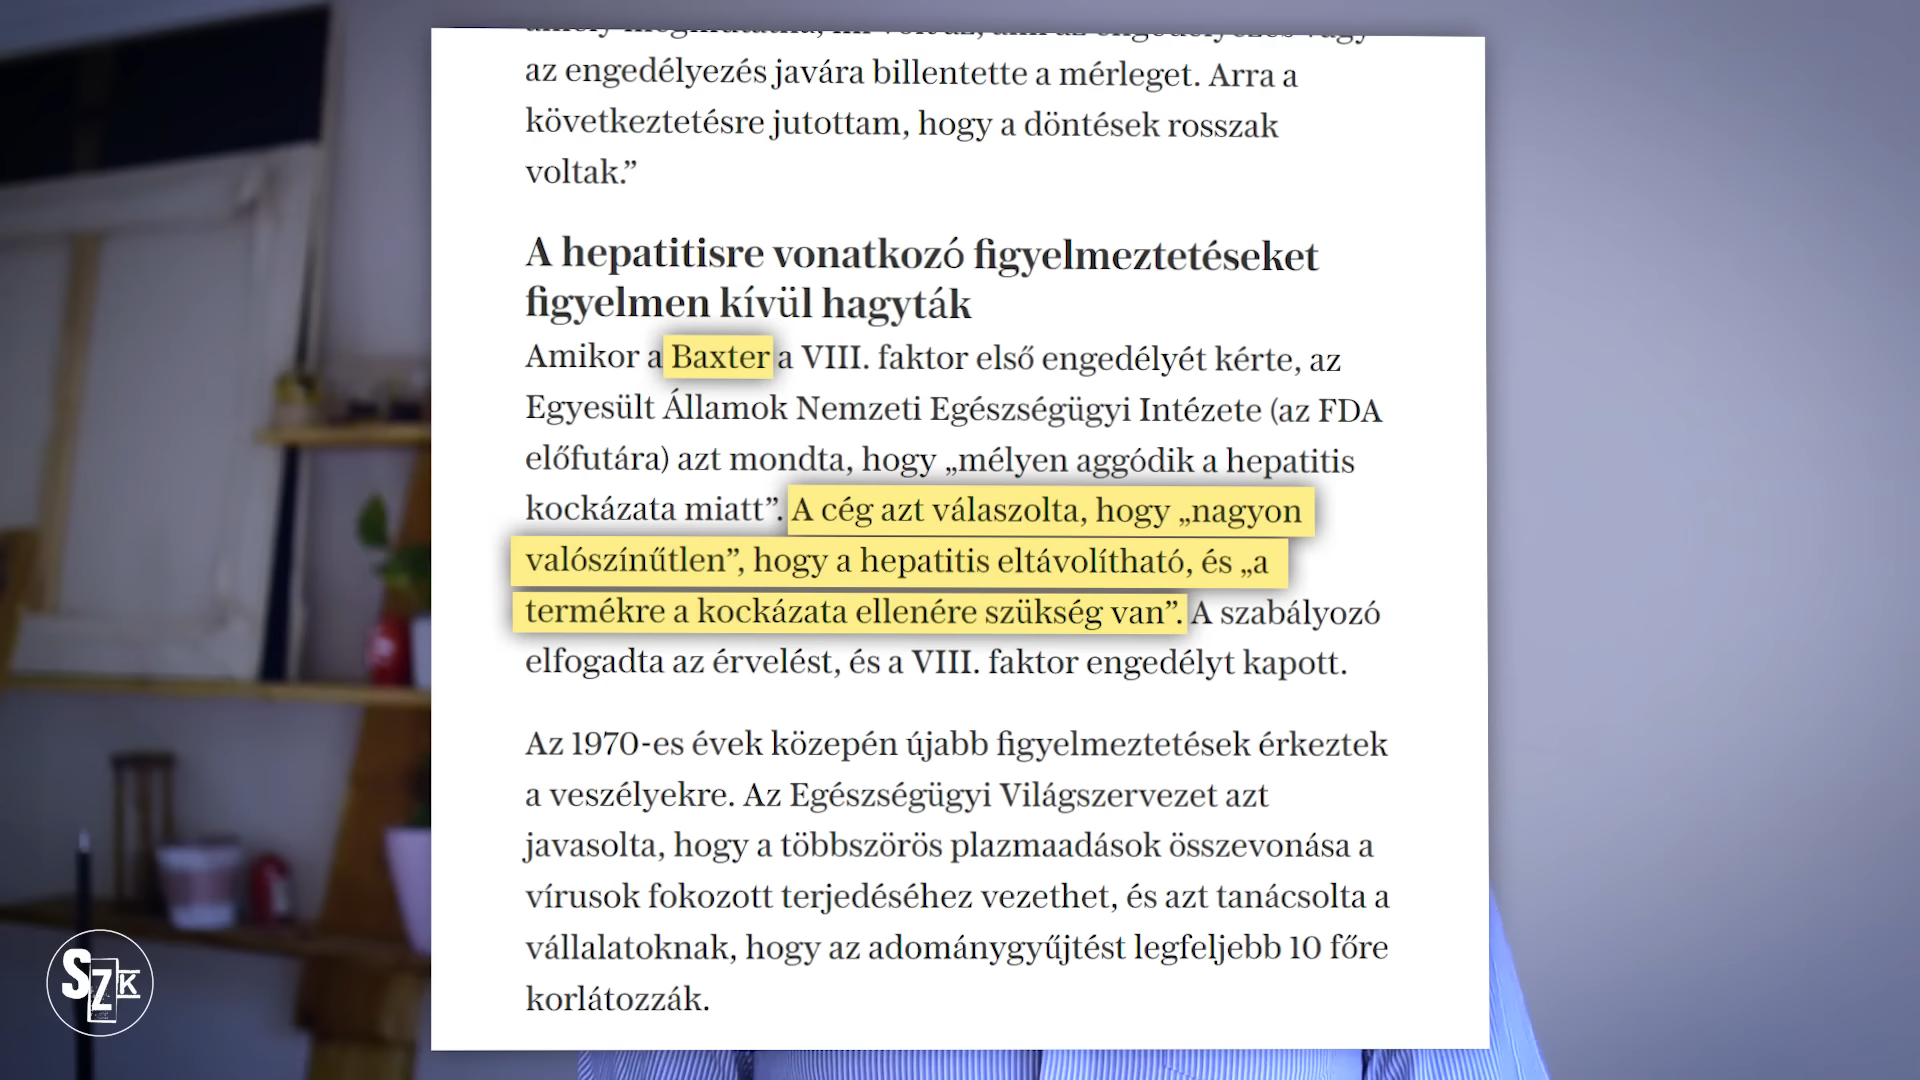 az engedélyezés javára billentette a mérleget. Arra a
következtetésre jutottam, hogy a döntések rosszak
voltak.”
A hepatitisre vonatkozó figyelmeztetéseket
figyelmen kívül hagyták
Amikor a Baxter a VIII. faktor első engedélyét kérte, az
Egyesült Államok Nemzeti Egészségügyi Intézete (az FDA
előfutára) azt mondta, hogy „mélyen aggódik a hepatitis
kockázata miatt”. A cég azt válaszolta, hogy „nagyon
valószínűtlen”, hogy a hepatitis eltávolítható, és „a
termékre a kockázata ellenére szükség van”. A szabályozó
elfogadta az érvelést, és a VIII. faktor engedélyt kapott.
Az 1970-es évek közepén újabb figyelmeztetések érkeztek
a veszélyekre. Az Egészségügyi Világszervezet azt
javasolta, hogy a többszörös plazmaadások összevonása a
vírusok fokozott terjedéséhez vezethet, és azt tanácsolta a
vállalatoknak, hogy az adománygyűjtést legfeljebb 10 főre
korlátozzák.
SZK